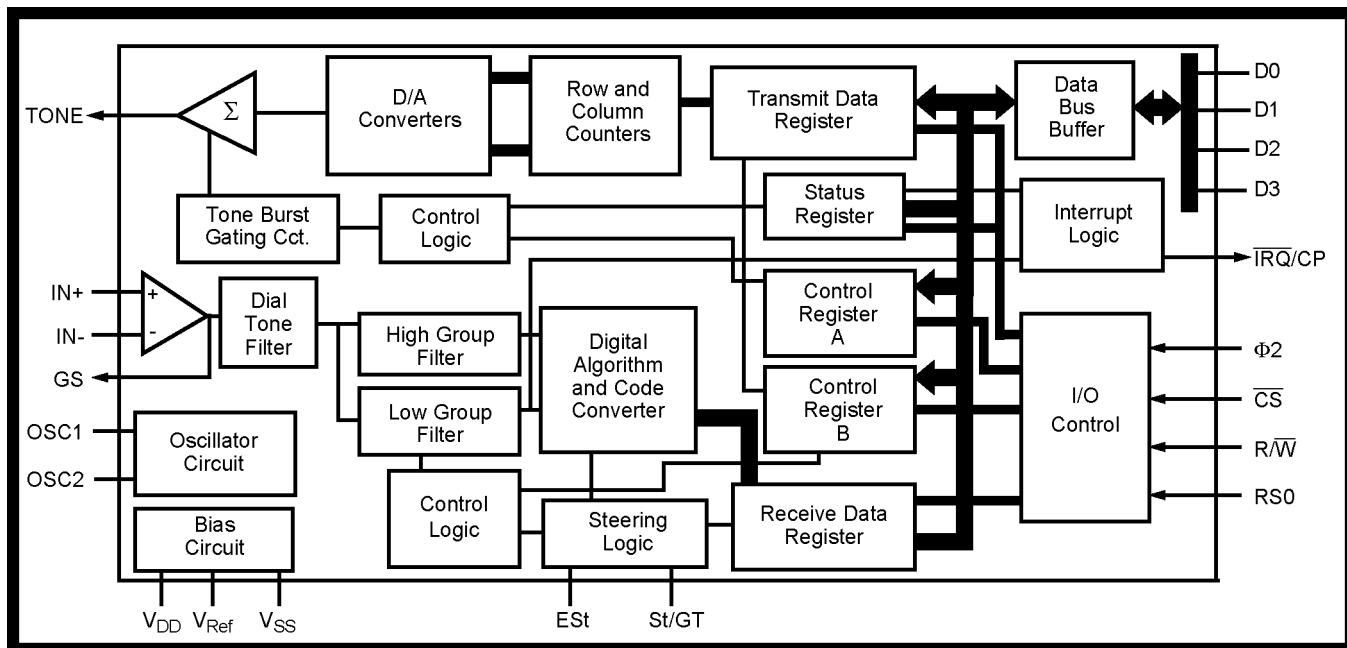 TONE
Σ
D/A
Converters
Row and
Column
Counters
Transmit Data
Register
Data
Bus
Buffer
D0
D1
D2
D3
Tone Burst
Gating Cct.
Control
Logic
Status
Register
Interrupt
Logic
I̅R̅Q̅/CP
IN+
IN-
GS
+
-
Dial
Tone
Filter
High Group
Filter
Low Group
Filter
Digital
Algorithm
and Code
Converter
Control
Register
A
Control
Register
B
I/O
Control
Φ2
C̅S̅
R/W̅
RS0
OSC1
OSC2
Oscillator
Circuit
Bias
Circuit
Control
Logic
Steering
Logic
Receive Data
Register
VDD
VRef
VSS
ESt
St/GT